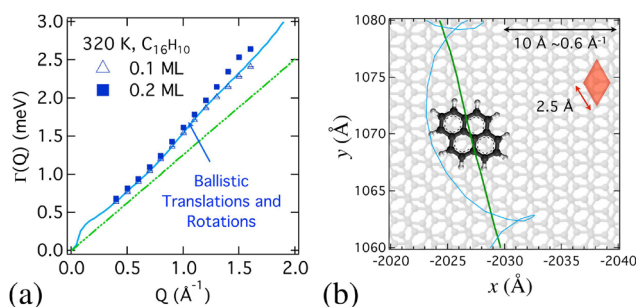 320 K, C₁₆H₁₀
△ 0.1 ML
■ 0.2 ML
Ballistic
Translations and
Rotations
Γ(Q) (meV)
3.0
2.5
2.0
1.5
1.0
0.5
0.0
0.0 0.5 1.0 1.5 2.0
Q (Å⁻¹)
(a)
10 Å ~0.6 Å⁻¹
2.5 Å
y (Å)
1080
1075
1070
1065
1060
-2020 -2025 -2030 -2035 -2040
x (Å)
(b)